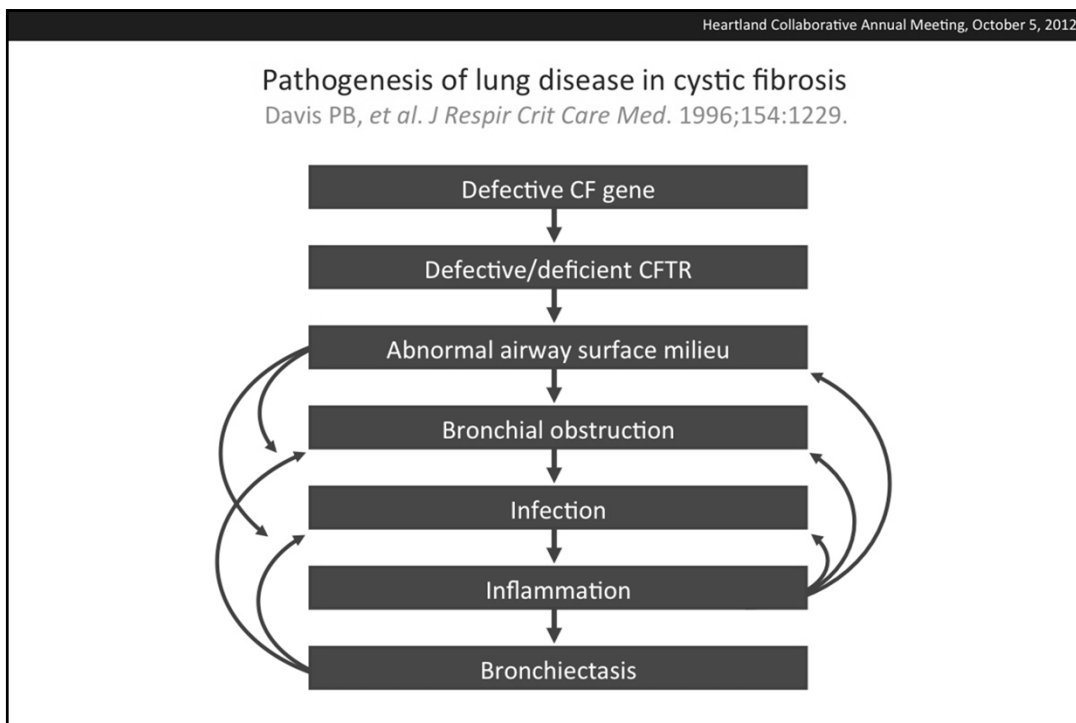 Heartland Collaborative Annual Meeting, October 5, 2012
Pathogenesis of lung disease in cystic fibrosis
Davis PB, et al. J Respir Crit Care Med. 1996;154:1229.
Defective CF gene
Defective/deficient CFTR
Abnormal airway surface milieu
Bronchial obstruction
Infection
Inflammation
Bronchiectasis